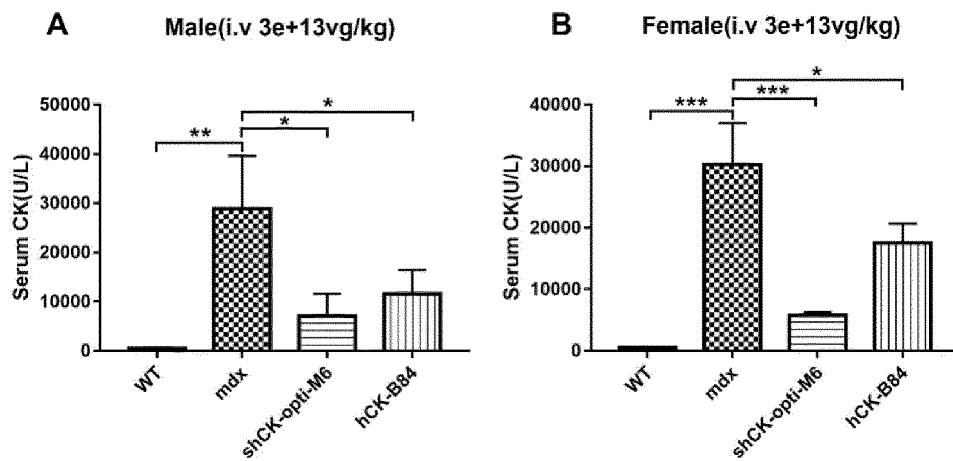 A
Male(i.v 3e+13vg/kg)
Serum CK(U/L)
50000
40000
30000
20000
10000
0
**
*
*
WT
mdx
shCK-opti-M6
hCK-B84
B
Female(i.v 3e+13vg/kg)
Serum CK(U/L)
40000
30000
20000
10000
0
***
***
*
WT
mdx
shCK-opti-M6
hCK-B84